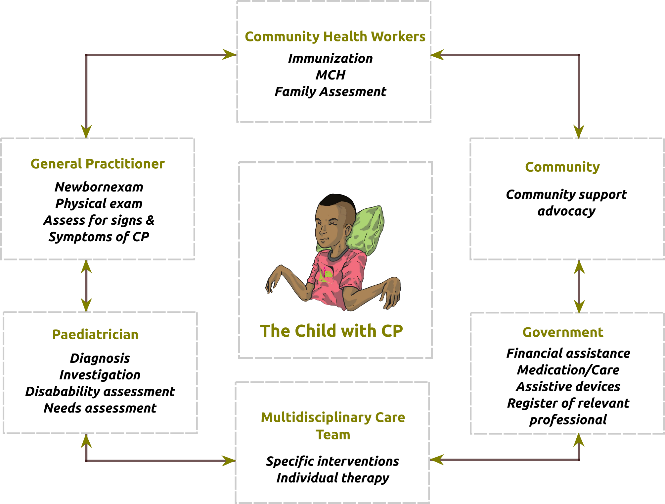 Community Health Workers
Immunization
MCH
Family Assesment
General Practitioner
Newbornexam
Physical exam
Assess for signs &
Symptoms of CP
Community
Community support
advocacy
The Child with CP
Paediatrician
Diagnosis
Investigation
Disabability assessment
Needs assessment
Government
Financial assistance
Medication/Care
Assistive devices
Register of relevant
professional
Multidisciplinary Care
Team
Specific interventions
Individual therapy